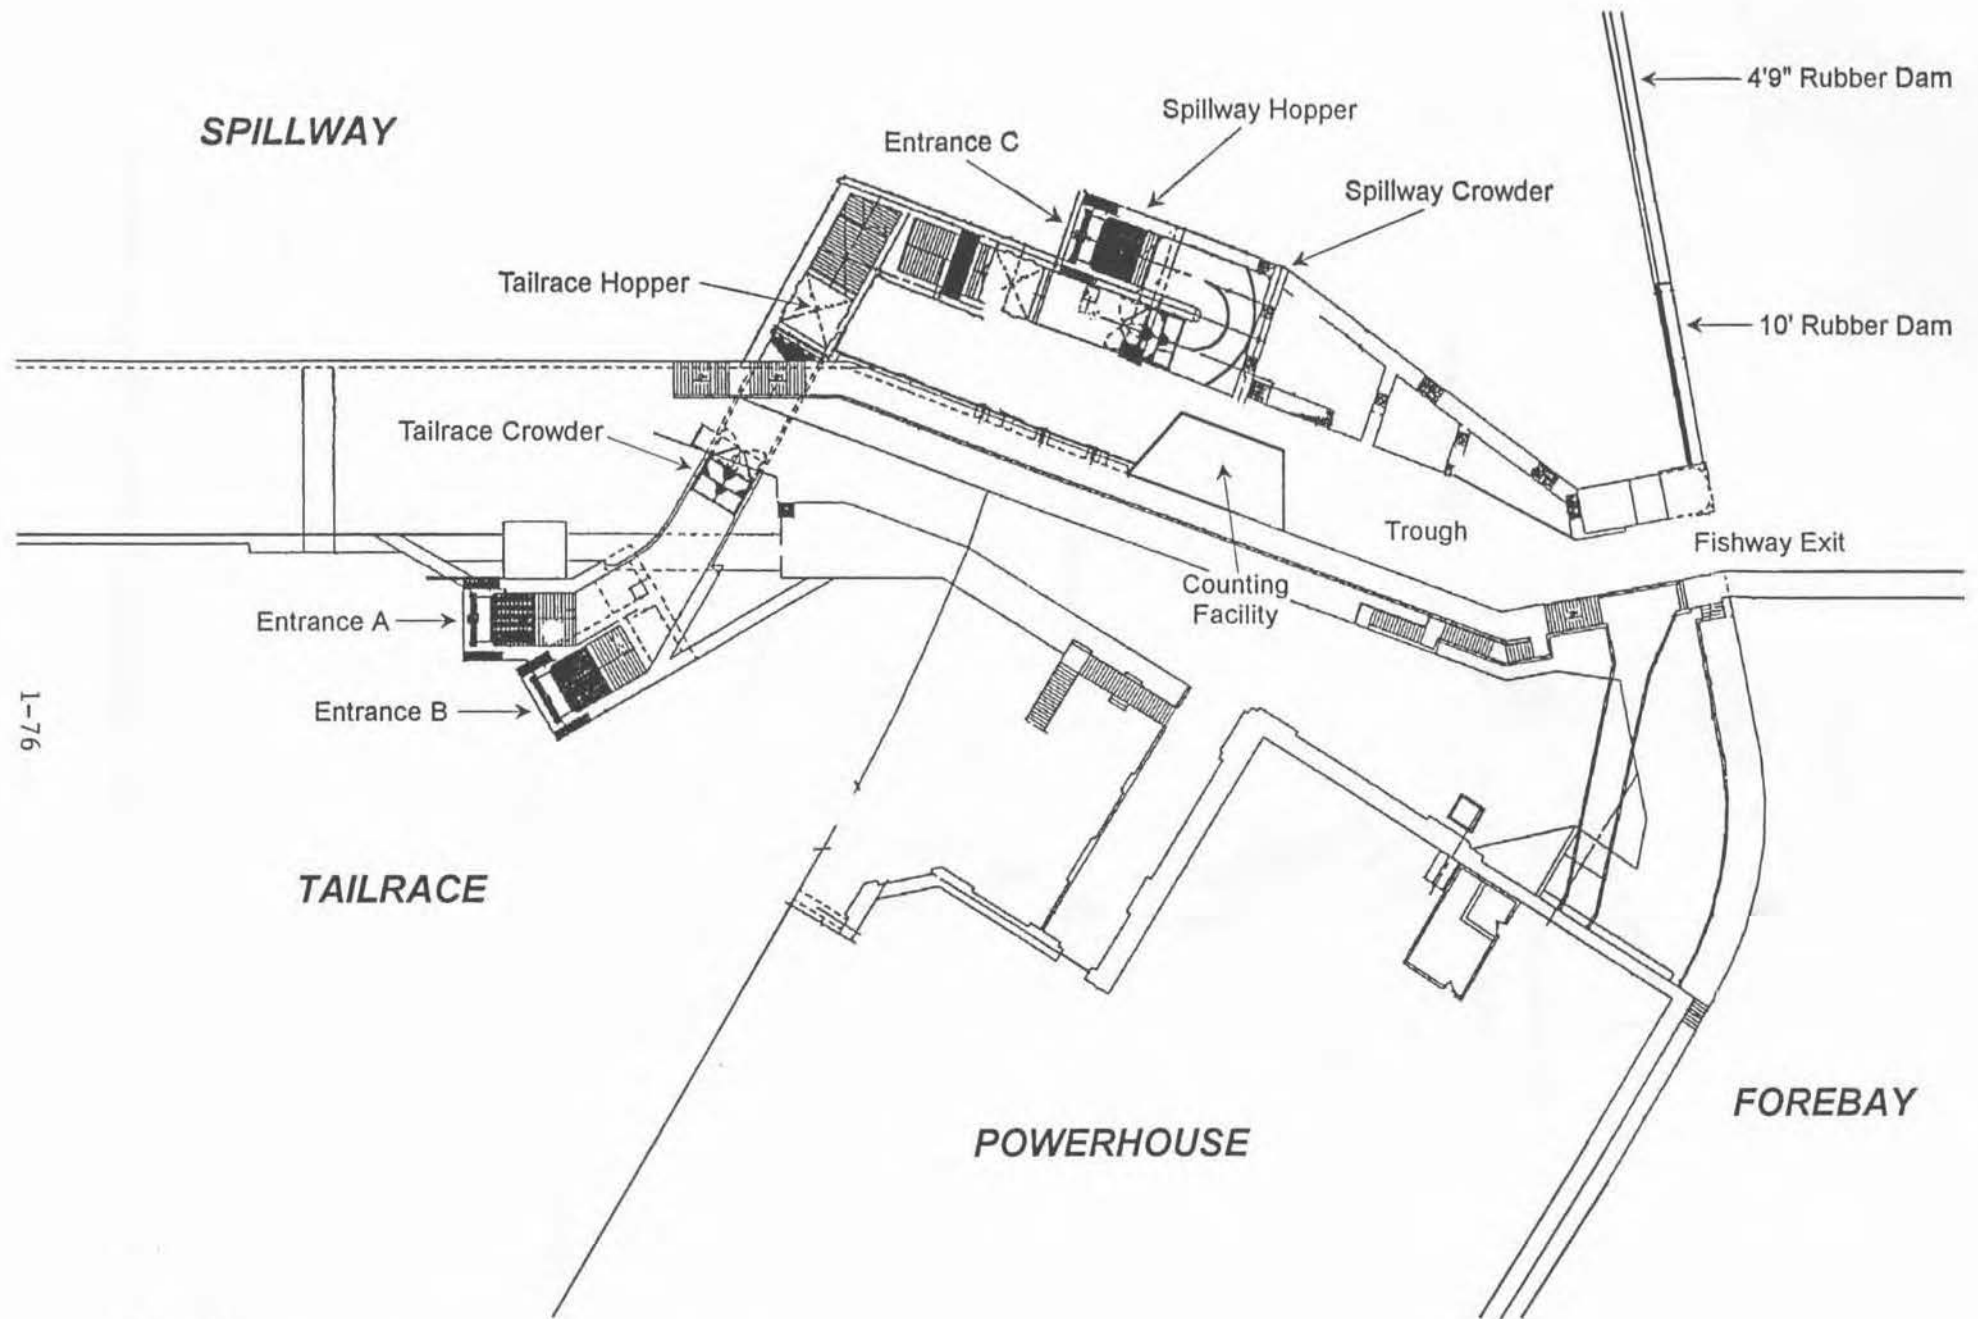 4'9" Rubber Dam
Spillway Hopper
SPILLWAY
Entrance C
Spillway Crowder
Tailrace Hopper
10' Rubber Dam
Tailrace Crowder
Trough
Fishway Exit
Counting
Facility
Entrance A
Entrance B
1-76
TAILRACE
FOREBAY
POWERHOUSE